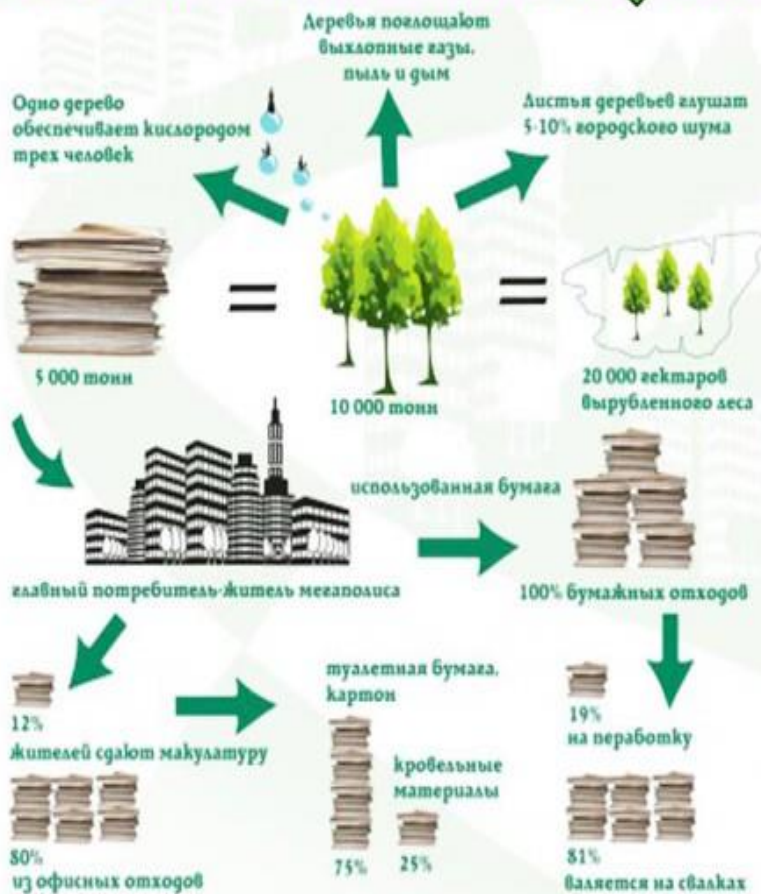 Деревья поглощают
выхлопные газы,
пыль и дым
Одно дерево
обеспечивает кислородом
трех человек
Листья деревьев глушат
5-10% городского шума
=
=
5 000 тонн
10 000 тонн
20 000 гектаров
вырубленного леса
использованная бумага
главный потребитель-житель мегаполиса
100% бумажных отходов
12%
жителей сдают макулатуру
80%
из офисных отходов
туалетная бумага,
картон
кровельные
материалы
75%
25%
19%
на перaботку
81%
валяется на свалках